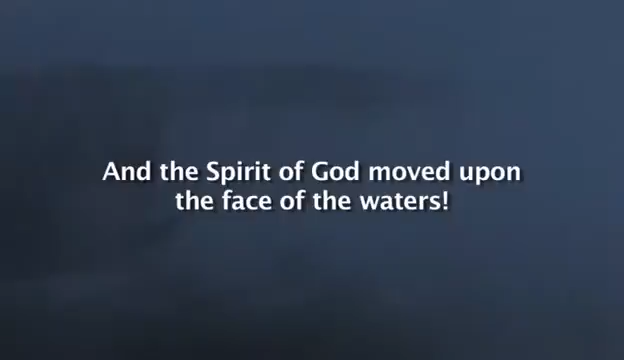 And the Spirit of God moved upon
the face of the waters!